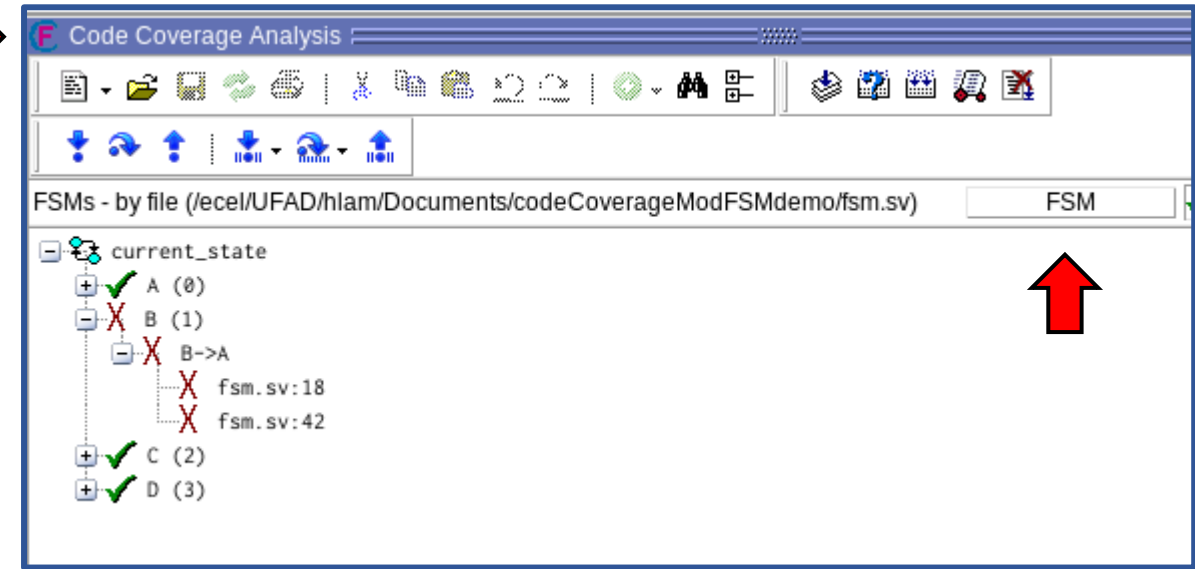 Code Coverage Analysis
FSMs - by file (/ecel/UFAD/hlam/Documents/codeCoverageModFSMdemo/fsm.sv) FSM
current_state
A (0)
B (1)
B->A
fsm.sv:18
fsm.sv:42
C (2)
D (3)